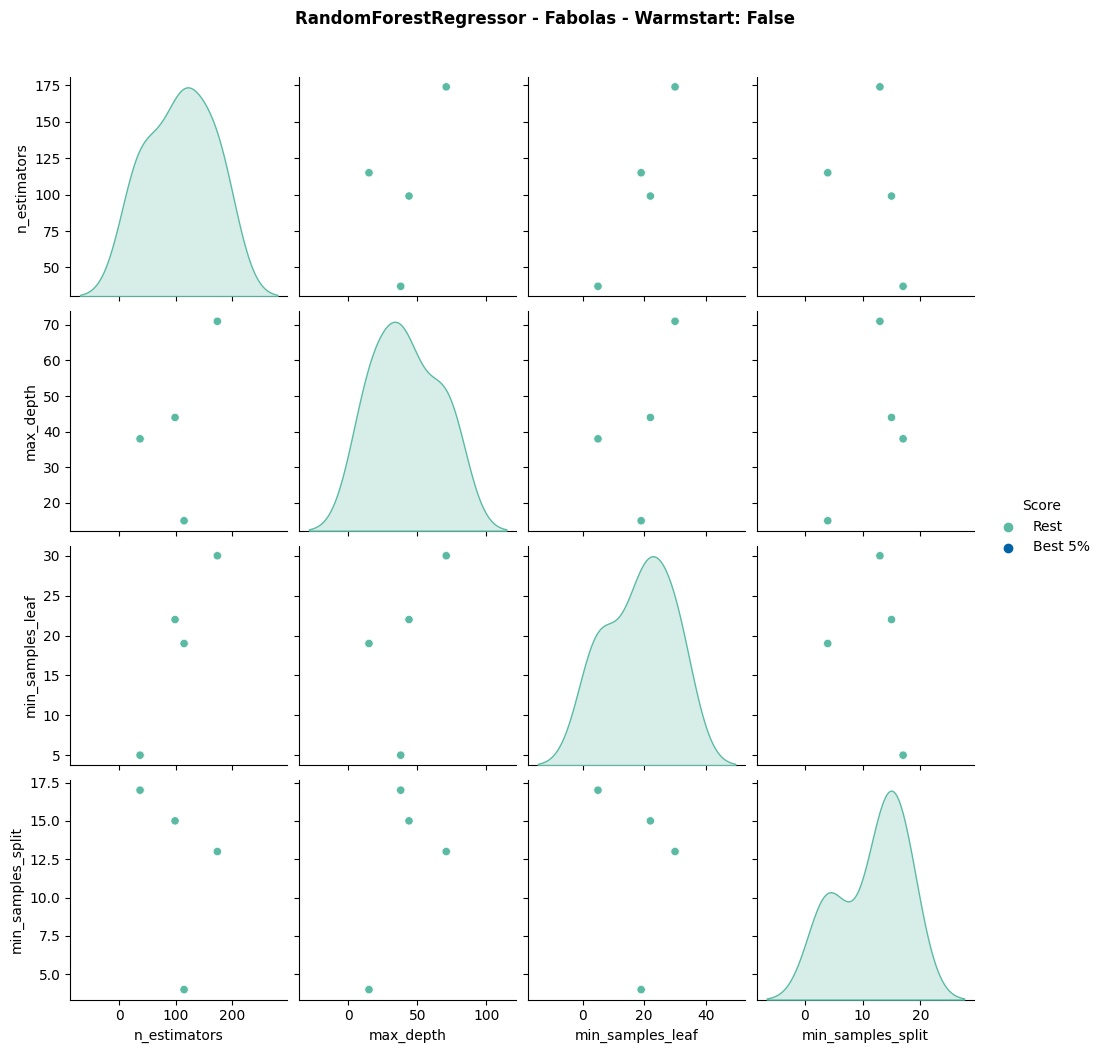 RandomForestRegressor - Fabolas - Warmstart: False
175
150
125
100
75
50
n_estimators
70
60
50
40
30
20
max_depth
Score
Rest
Best 5%
30
25
20
15
10
5
min_samples_leaf
17.5
15.0
12.5
10.0
7.5
5.0
min_samples_split
0 100 200
0 50 100
0 20 40
0 10 20
n_estimators
max_depth
min_samples_leaf
min_samples_split